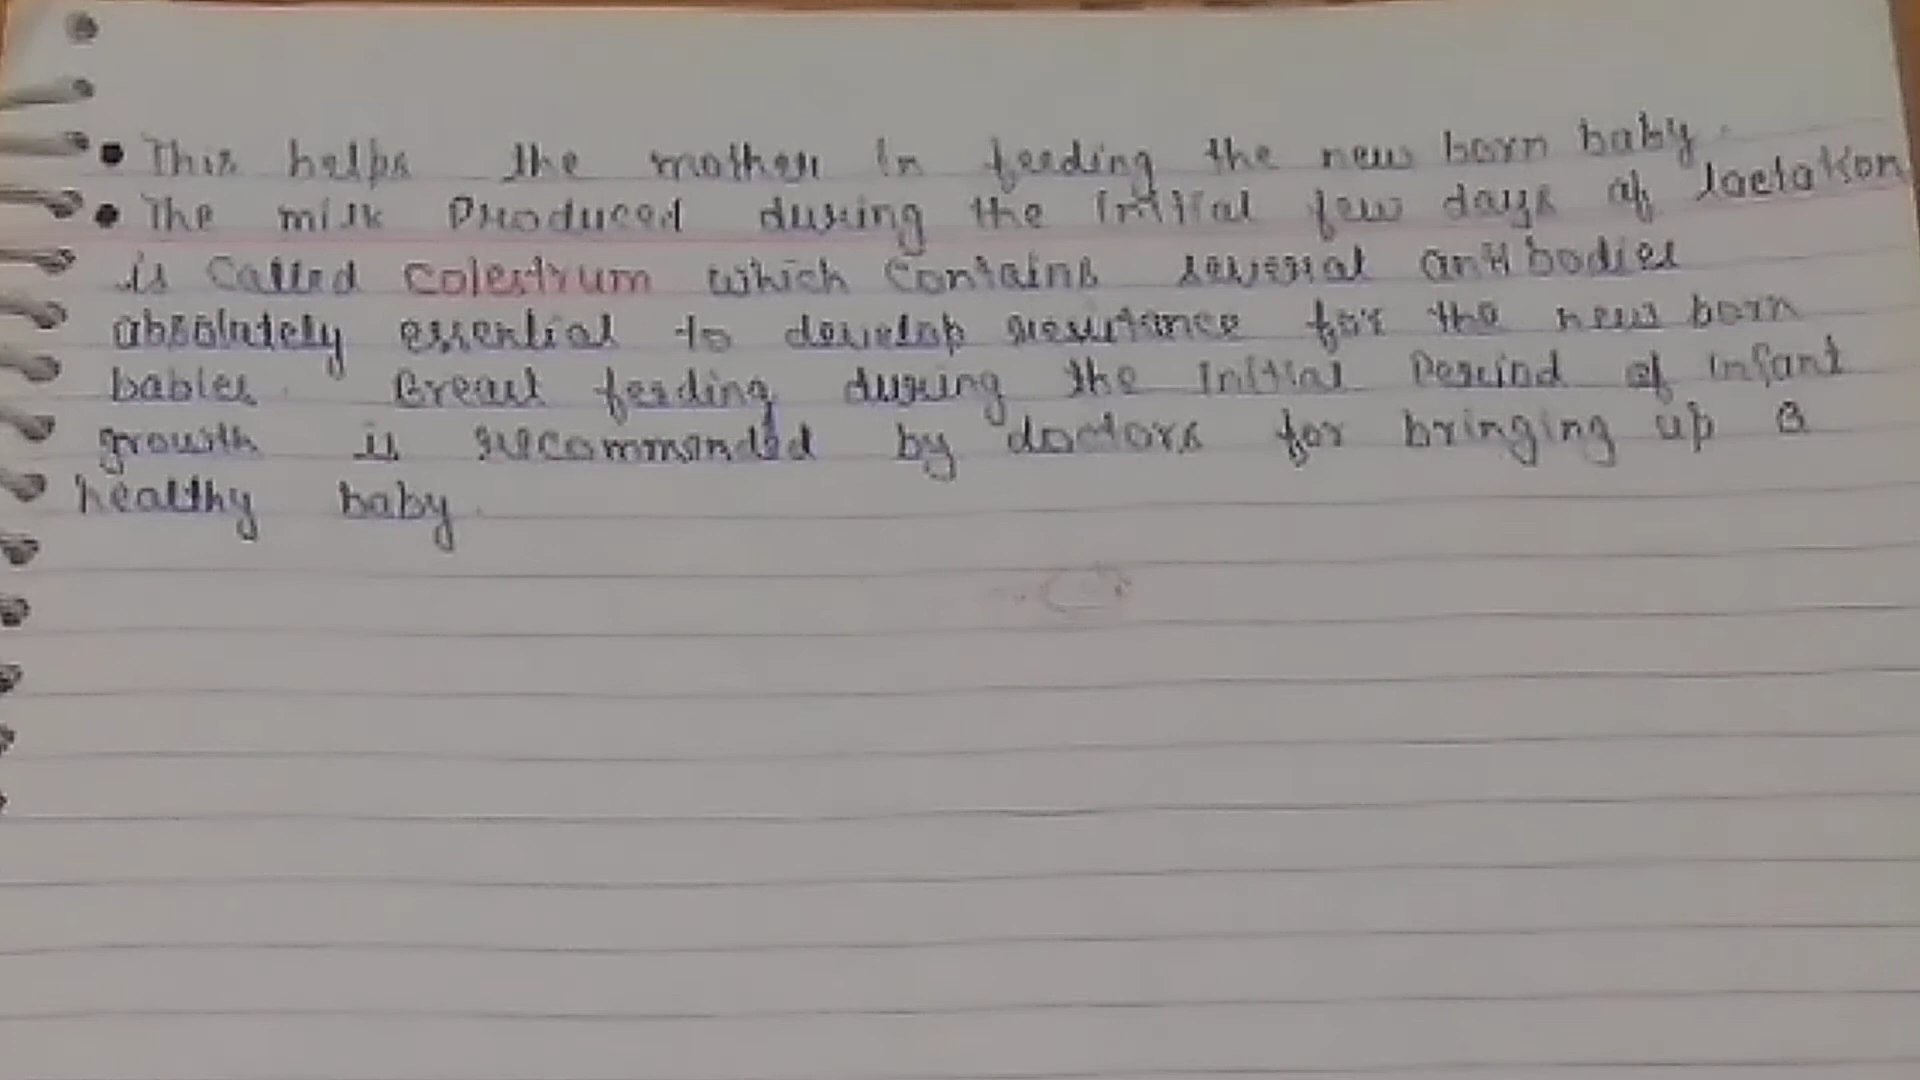 • This helps the mother in feeding the new born baby.
• The milk produced during the initial few days of lactation
is called colestrum which contains several antibodies
absolutely essential to develop resistance for the new born
babies. Breast feeding during the initial period of infant
growth is recommended by doctors for bringing up a
healthy baby.